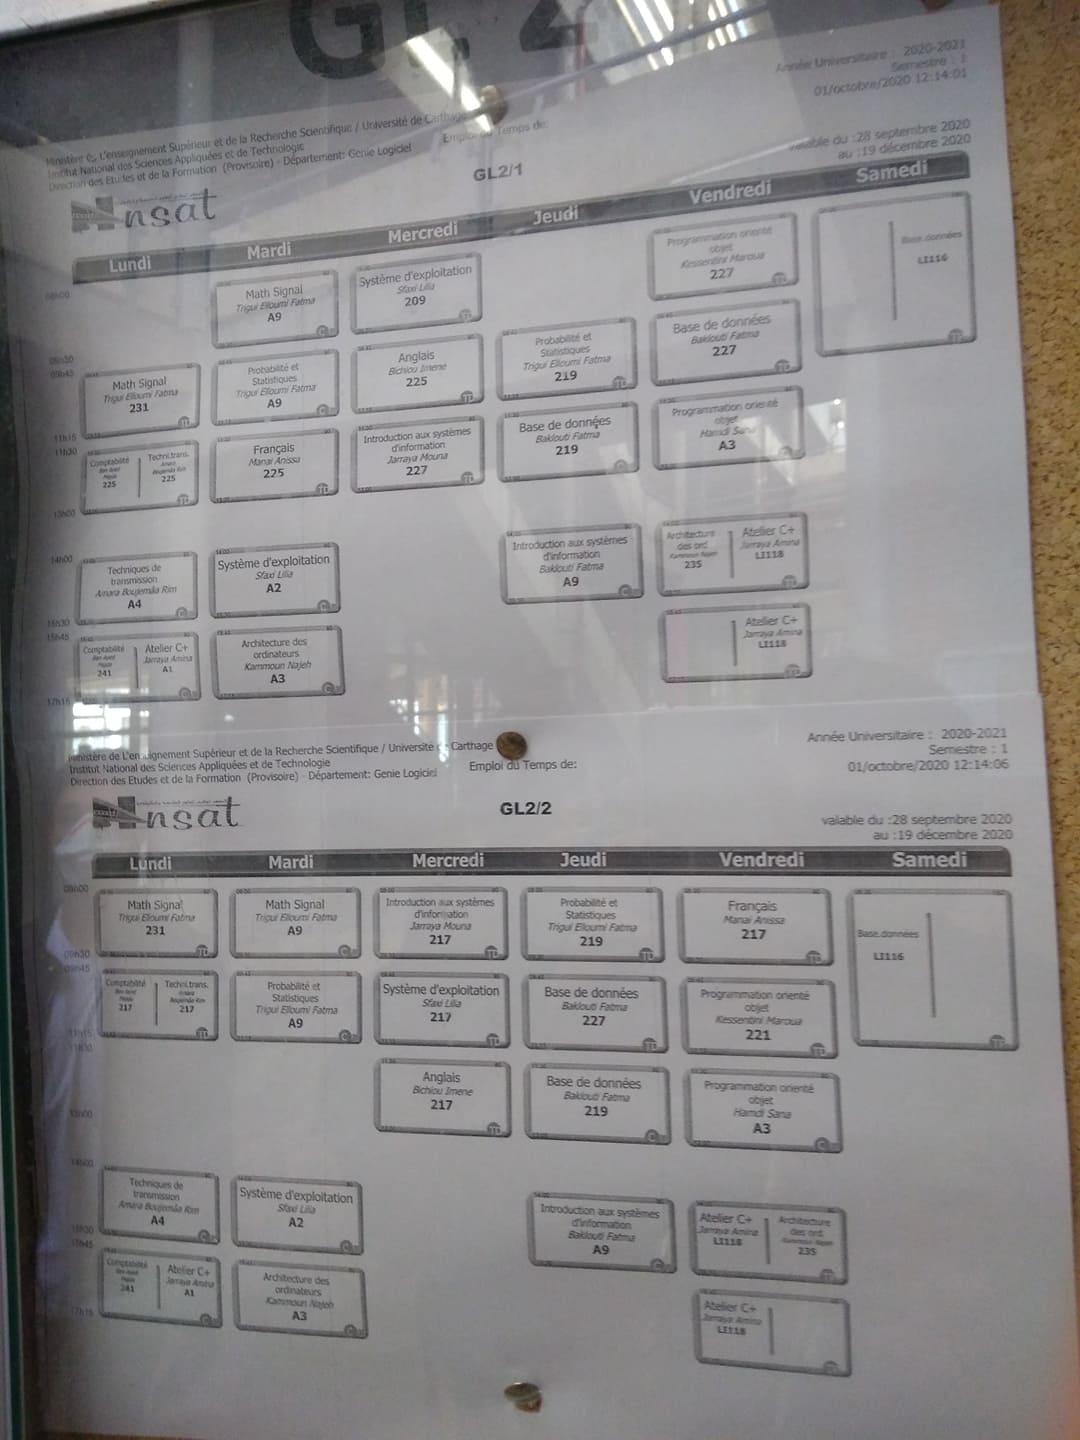 GL 2
Année Universitaire : 2020-2021
Semestre : 1
01/octobre/2020 12:14:01
Ministère De L'enseignement Supérieur et de la Recherche Scientifique / Université de Carthage
Institut National des Sciences Appliquées et de Technologie
Direction des Etudes et de la Formation (Provisoire) - Département: Genie Logiciel
Emploi du Temps de:
GL2/1
valable du :28 septembre 2020
au :19 décembre 2020
insat
Lundi Mardi Mercredi Jeudi Vendredi Samedi
08h00
Math Signal
Trigui Elloumi Fatma
A9
Système d'exploitation
Sfaxi Lilia
209
Programmation orienté
objet
Kessentini Maroua
227
Base données
LI116
09h30
09h45
Math Signal
Trigui Elloumi Fatma
231
Probabilité et
Statistiques
Trigui Elloumi Fatma
A9
Anglais
Bichiou Imene
225
Probabilité et
Statistiques
Trigui Elloumi Fatma
219
Base de données
Baklouti Fatma
227
11h15
11h30
Comptabilité
225
Techni.trans.
Amara
Boujemâa Rim
225
Français
Manai Anissa
225
Introduction aux systèmes
d'information
Jarraya Mouna
227
Base de données
Baklouti Fatma
219
Programmation orienté
objet
Hamdi Sana
A3
13h00
14h00
Techniques de
transmission
Amara Boujemâa Rim
A4
Système d'exploitation
Sfaxi Lilia
A2
Introduction aux systèmes
d'information
Baklouti Fatma
A9
Architecture
des ord
Kammoun Najeh
235
Atelier C+
Jarraya Amina
LI118
15h30
15h45
Comptabilité
241
Atelier C+
Jarraya Amina
A1
Architecture des
ordinateurs
Kammoun Najeh
A3
Atelier C+
Jarraya Amina
LI118
17h15
Ministère de L'enseignement Supérieur et de la Recherche Scientifique / Université de Carthage
Institut National des Sciences Appliquées et de Technologie
Direction des Etudes et de la Formation (Provisoire) - Département: Genie Logiciel
Emploi du Temps de:
Année Universitaire : 2020-2021
Semestre : 1
01/octobre/2020 12:14:06
GL2/2
valable du :28 septembre 2020
au :19 décembre 2020
insat
Lundi Mardi Mercredi Jeudi Vendredi Samedi
08h00
Math Signal
Trigui Elloumi Fatma
231
Math Signal
Trigui Elloumi Fatma
A9
Introduction aux systèmes
d'information
Jarraya Mouna
217
Probabilité et
Statistiques
Trigui Elloumi Fatma
219
Français
Manai Anissa
217
Base données
LI116
09h30
09h45
Comptabilité
217
Techni.trans.
Amara
Boujemâa Rim
217
Probabilité et
Statistiques
Trigui Elloumi Fatma
A9
Système d'exploitation
Sfaxi Lilia
217
Base de données
Baklouti Fatma
227
Programmation orienté
objet
Kessentini Maroua
221
11h15
11h30
Anglais
Bichiou Imene
217
Base de données
Baklouti Fatma
219
Programmation orienté
objet
Hamdi Sana
A3
13h00
14h00
Techniques de
transmission
Amara Boujemâa Rim
A4
Système d'exploitation
Sfaxi Lilia
A2
Introduction aux systèmes
d'information
Baklouti Fatma
A9
Atelier C+
Jarraya Amina
LI118
Architecture
des ord
Kammoun Najeh
235
15h30
15h45
Comptabilité
241
Atelier C+
Jarraya Amina
A1
Architecture des
ordinateurs
Kammoun Najeh
A3
Atelier C+
Jarraya Amina
LI118
17h15